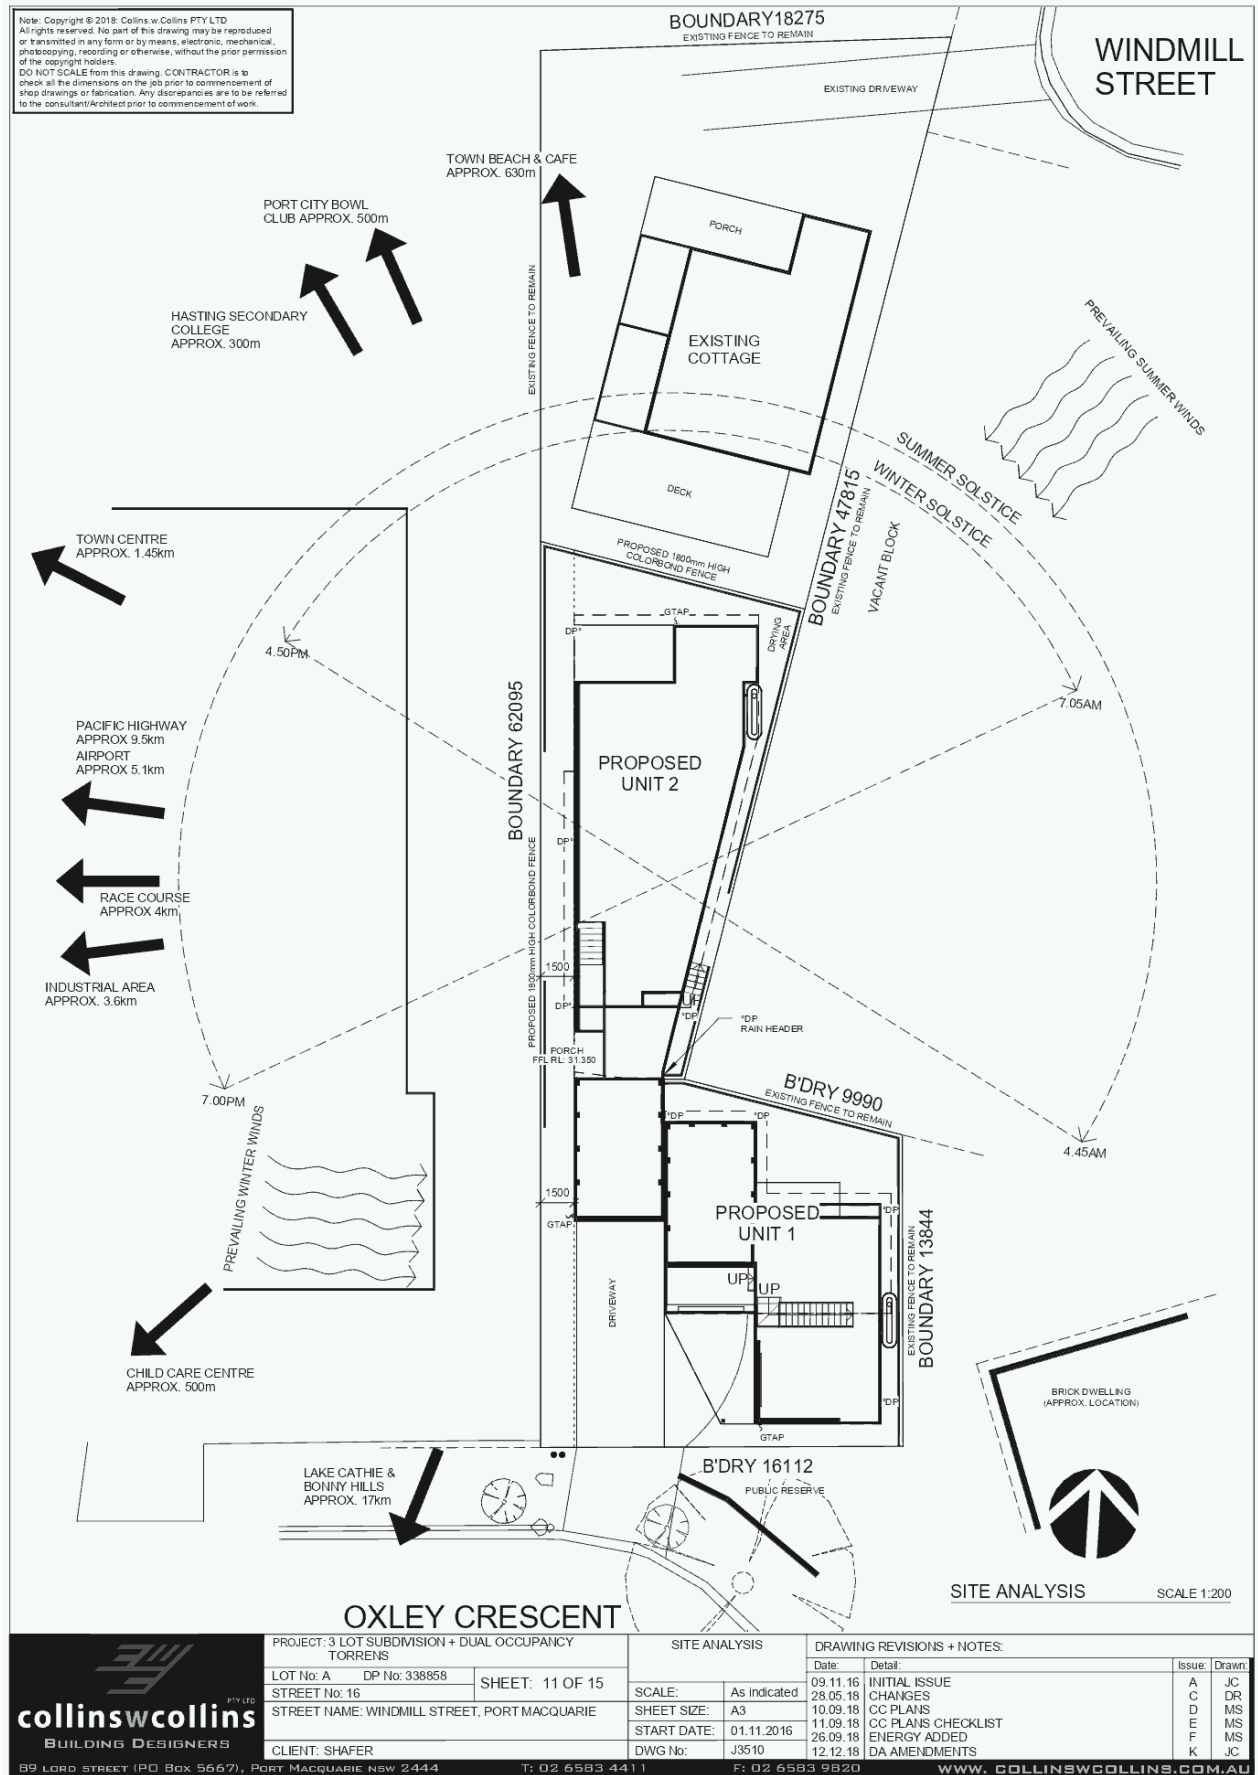 Note: Copyright © 2018: Collins.w.Collins PTY LTD
All rights reserved. No part of this drawing may be reproduced
or transmitted in any form or by means, electronic, mechanical,
photocopying, recording or otherwise, without the prior permission
of the copyright holders.
DO NOT SCALE from this drawing. CONTRACTOR is to
check all the dimensions on the job prior to commencement of
shop drawings or fabrication. Any discrepancies are to be referred
to the consultant/Architect prior to commencement of work.
BOUNDARY18275
EXISTING FENCE TO REMAIN
WINDMILL
STREET
EXISTING DRIVEWAY
TOWN BEACH & CAFE
APPROX. 630m
PORT CITY BOWL
CLUB APPROX. 500m
HASTING SECONDARY
COLLEGE
APPROX. 300m
PORCH
EXISTING FENCE TO REMAIN
EXISTING
COTTAGE
PREVAILING SUMMER WINDS
SUMMER SOLSTICE
WINTER SOLSTICE
DECK
BOUNDARY 47815
EXISTING FENCE TO REMAIN
VACANT BLOCK
TOWN CENTRE
APPROX. 1.45km
PROPOSED 1800mm HIGH
COLORBOND FENCE
GTAP
DP°
DRYING
AREA
4.50PM
7.05AM
BOUNDARY 62095
PACIFIC HIGHWAY
APPROX 9.5km
AIRPORT
APPROX 5.1km
PROPOSED
UNIT 2
DP°
PROPOSED 1800mm HIGH COLORBOND FENCE
RACE COURSE
APPROX 4km
INDUSTRIAL AREA
APPROX. 3.6km
1500
DP°
UP
°DP
°DP
RAIN HEADER
PORCH
FFL RL: 31.350
7.00PM
B'DRY 9990
EXISTING FENCE TO REMAIN
°DP
°DP
4.45AM
PREVAILING WINTER WINDS
1500
GTAP
PROPOSED
UNIT 1
°DP
EXISTING FENCE TO REMAIN
BOUNDARY 13844
UP
UP
DRIVEWAY
CHILD CARE CENTRE
APPROX. 500m
°DP
BRICK DWELLING
(APPROX. LOCATION)
GTAP
B'DRY 16112
PUBLIC RESERVE
LAKE CATHIE &
BONNY HILLS
APPROX. 17km
SITE ANALYSIS
SCALE 1:200
OXLEY CRESCENT
collinswcollins
PTY LTD
BUILDING DESIGNERS
PROJECT: 3 LOT SUBDIVISION + DUAL OCCUPANCY
TORRENS
LOT No: A DP No: 338858
SHEET: 11 OF 15
STREET No: 16
STREET NAME: WINDMILL STREET, PORT MACQUARIE
CLIENT: SHAFER
SITE ANALYSIS
SCALE: As indicated
SHEET SIZE: A3
START DATE: 01.11.2016
DWG No: J3510
DRAWING REVISIONS + NOTES:
Date: Detail: Issue: Drawn:
09.11.16 INITIAL ISSUE A JC
28.05.18 CHANGES C DR
10.09.18 CC PLANS D MS
11.09.18 CC PLANS CHECKLIST E MS
26.09.18 ENERGY ADDED F MS
12.12.18 DA AMENDMENTS K JC
89 LORD STREET (PO BOX 5667), PORT MACQUARIE NSW 2444 T: 02 6583 4411 F: 02 6583 9820 WWW. COLLINSWCOLLINS.COM.AU